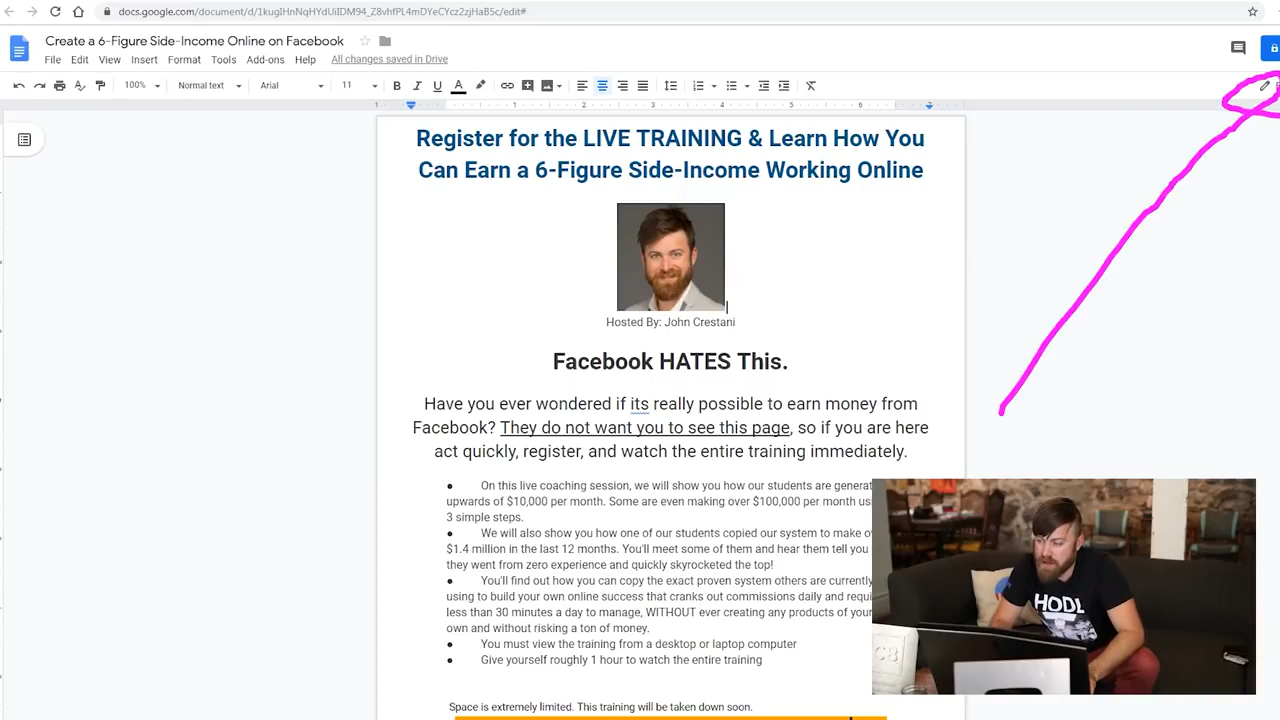 docs.google.com/document/d/1kugIHnNqHYdUiIDM94_Z8vhfPL4mDYeCYcz2zjHaB5c/edit#
Create a 6-Figure Side-Income Online on Facebook
File Edit View Insert Format Tools Add-ons Help All changes saved in Drive
100% Normal text Arial 11
1 1 2 3 4 5 6
Register for the LIVE TRAINING & Learn How You
Can Earn a 6-Figure Side-Income Working Online
Hosted By: John Crestani
Facebook HATES This.
Have you ever wondered if its really possible to earn money from
Facebook? They do not want you to see this page, so if you are here
act quickly, register, and watch the entire training immediately.
● On this live coaching session, we will show you how our students are generat
upwards of $10,000 per month. Some are even making over $100,000 per month us
3 simple steps.
● We will also show you how one of our students copied our system to make o
$1.4 million in the last 12 months. You'll meet some of them and hear them tell you
they went from zero experience and quickly skyrocketed the top!
● You'll find out how you can copy the exact proven system others are currently
using to build your own online success that cranks out commissions daily and requi
less than 30 minutes a day to manage, WITHOUT ever creating any products of your
own and without risking a ton of money.
● You must view the training from a desktop or laptop computer
● Give yourself roughly 1 hour to watch the entire training
Space is extremely limited. This training will be taken down soon.
HODL